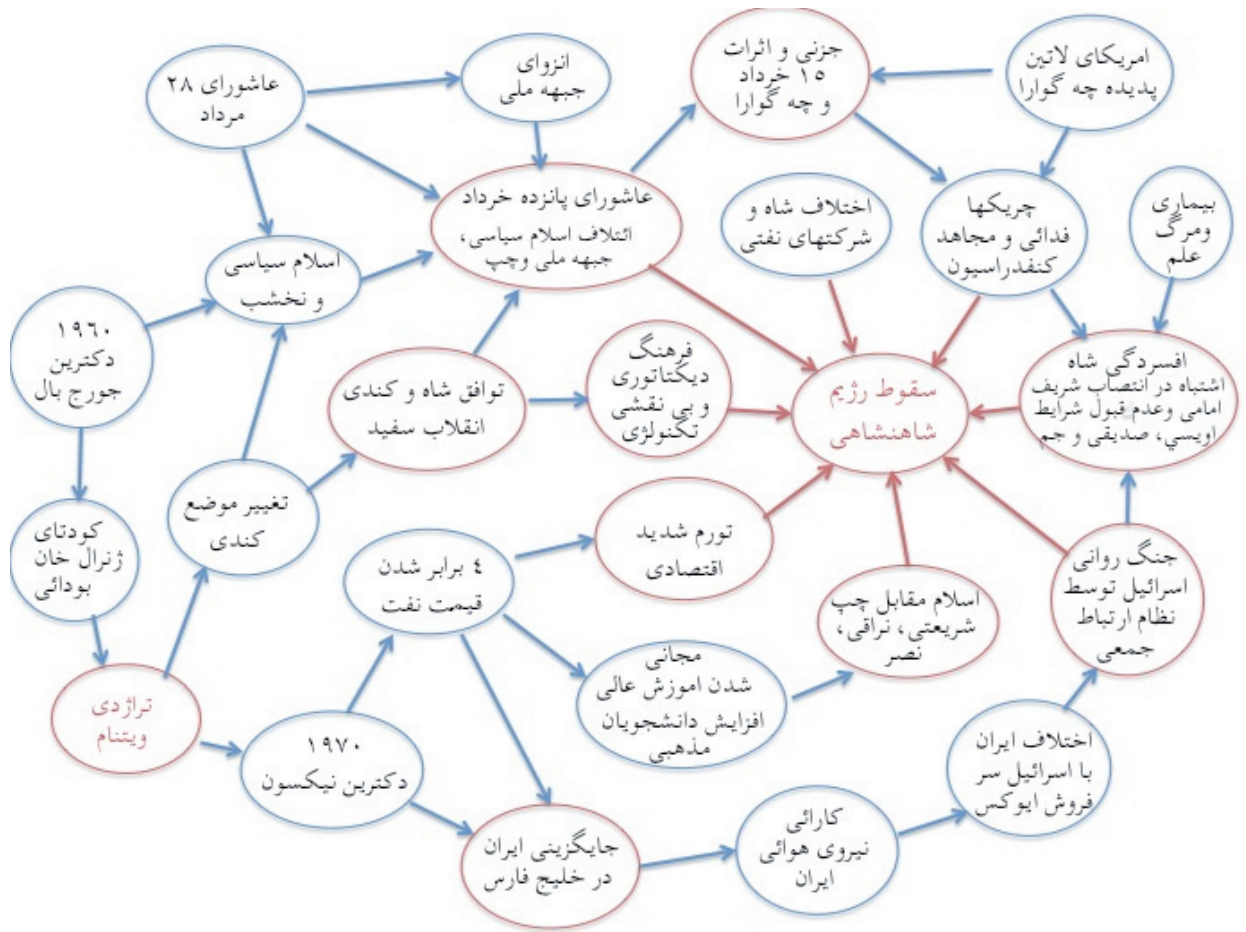 امریکای لاتین
پدیده چه گوارا
جزنی و اثرات
۱۵ خرداد
و چه گوارا
انزوای
جبهه ملی
عاشورای ۲۸
مرداد
بیماری
ومرگ
علم
چریکها
فدائی و مجاهد
کنفدراسیون
اختلاف شاه و
شرکتهای نفتی
عاشورای پانزده خرداد
ائتلاف اسلام سیاسی،
جبهه ملی وچپ
اسلام سیاسی
و نخشب
۱۹٦۰
دکترین
جورج بال
افسردگی شاه
اشتباه در انتصاب شریف
امامی وعدم قبول شرایط
اویسي، صدیقی و جم
سقوط رژیم
شاهنشاهی
فرهنگ
دیکتاتوری
و بی نقشی
تکنولژی
توافق شاه و کندی
انقلاب سفید
تغییر موضع
کندی
کودتای
ژنرال خان
بودائی
جنگ روانی
اسرائیل توسط
نظام ارتباط
جمعی
اسلام مقابل چپ
شریعتی، نراقی،
نصر
تورم شدید
اقتصادی
٤ برابر شدن
قیمت نفت
مجانی
شدن اموزش عالی
افزایش دانشجویان
مذهبی
تراژدی
ویتنام
۱۹۷۰
دکترین نیکسون
اختلاف ایران
با اسرائیل سر
فروش ایوکس
کارائی
نیروی هوائی
ایران
جایگزینی ایران
در خلیج فارس